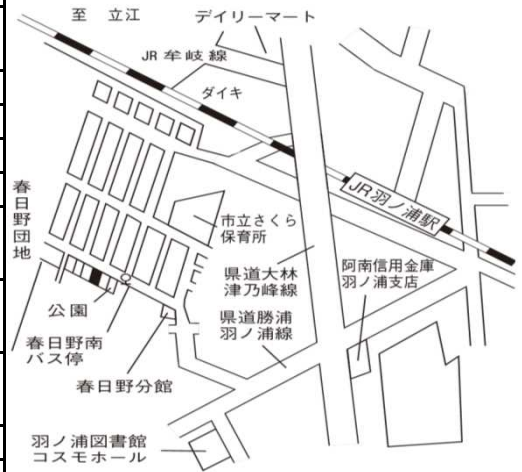 至 立江
デイリーマート
JR 牟岐線
ダイキ
JR羽ノ浦駅
春日野団地
市立さくら
保育所
県道大林
津乃峰線
阿南信用金庫
羽ノ浦支店
公園
県道勝浦
羽ノ浦線
春日野南
バス停
春日野分館
羽ノ浦図書館
コスモホール